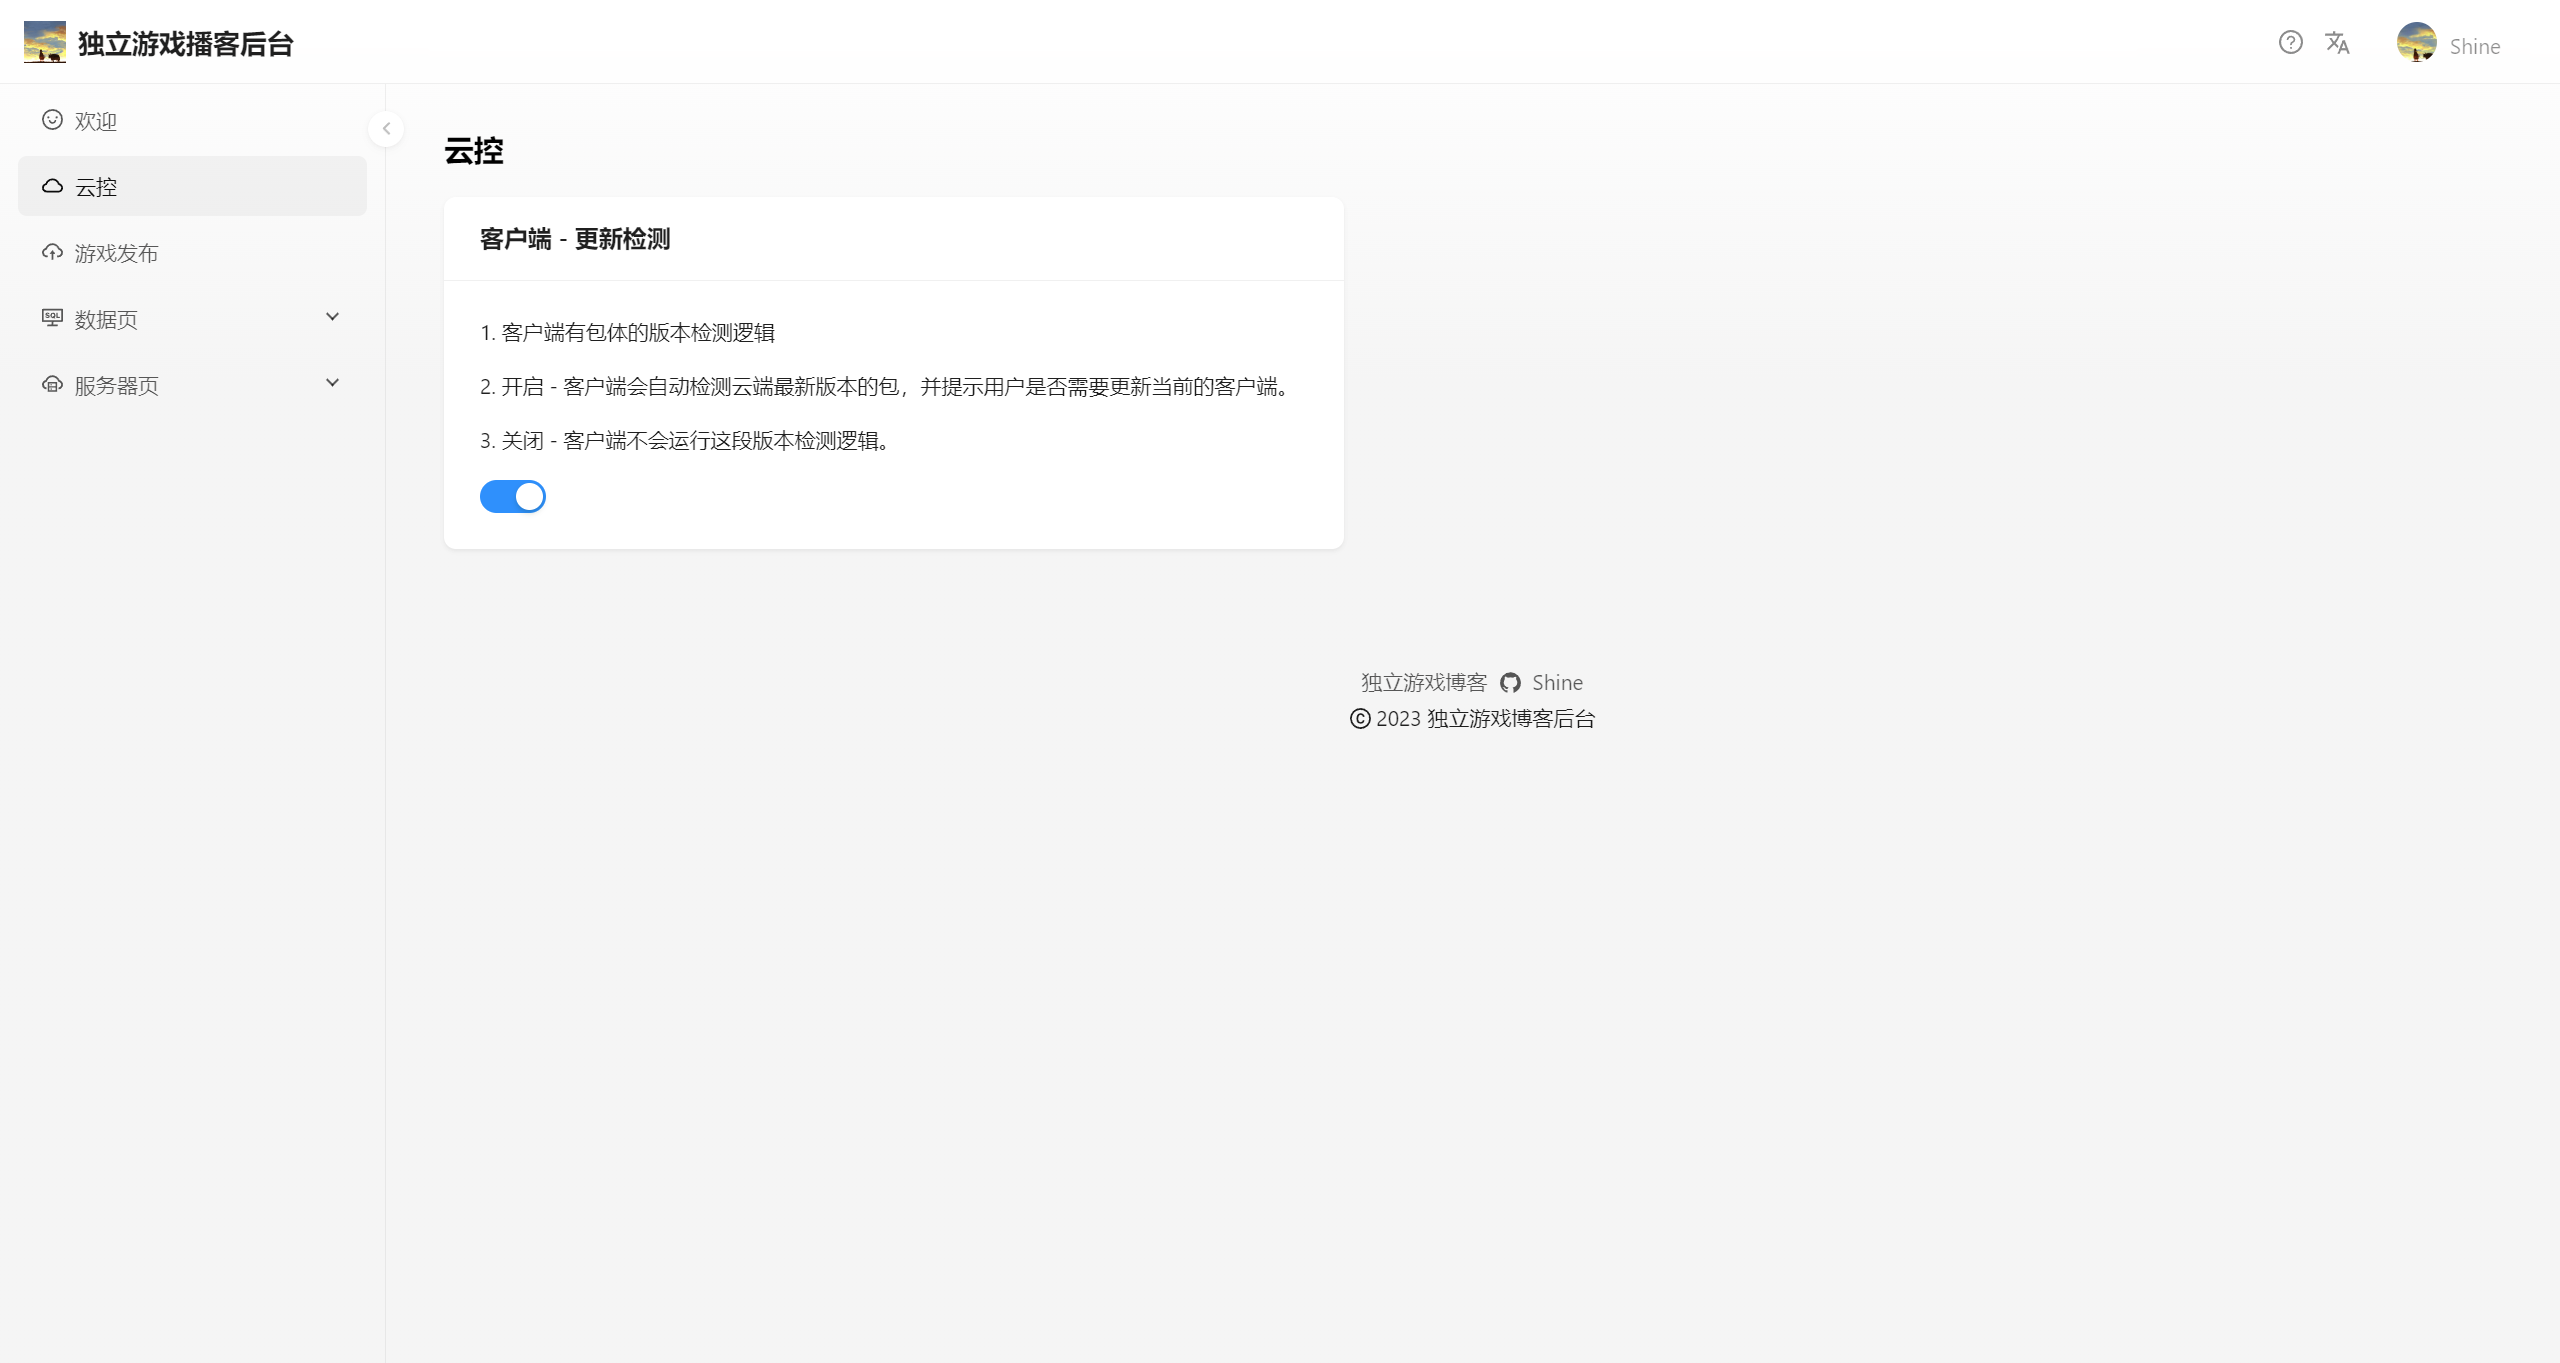 独立游戏播客后台
Shine
欢迎
云控
游戏发布
数据页
服务器页
云控
客户端 - 更新检测
1. 客户端有包体的版本检测逻辑
2. 开启 - 客户端会自动检测云端最新版本的包，并提示用户是否需要更新当前的客户端。
3. 关闭 - 客户端不会运行这段版本检测逻辑。
独立游戏博客 Shine
© 2023 独立游戏博客后台